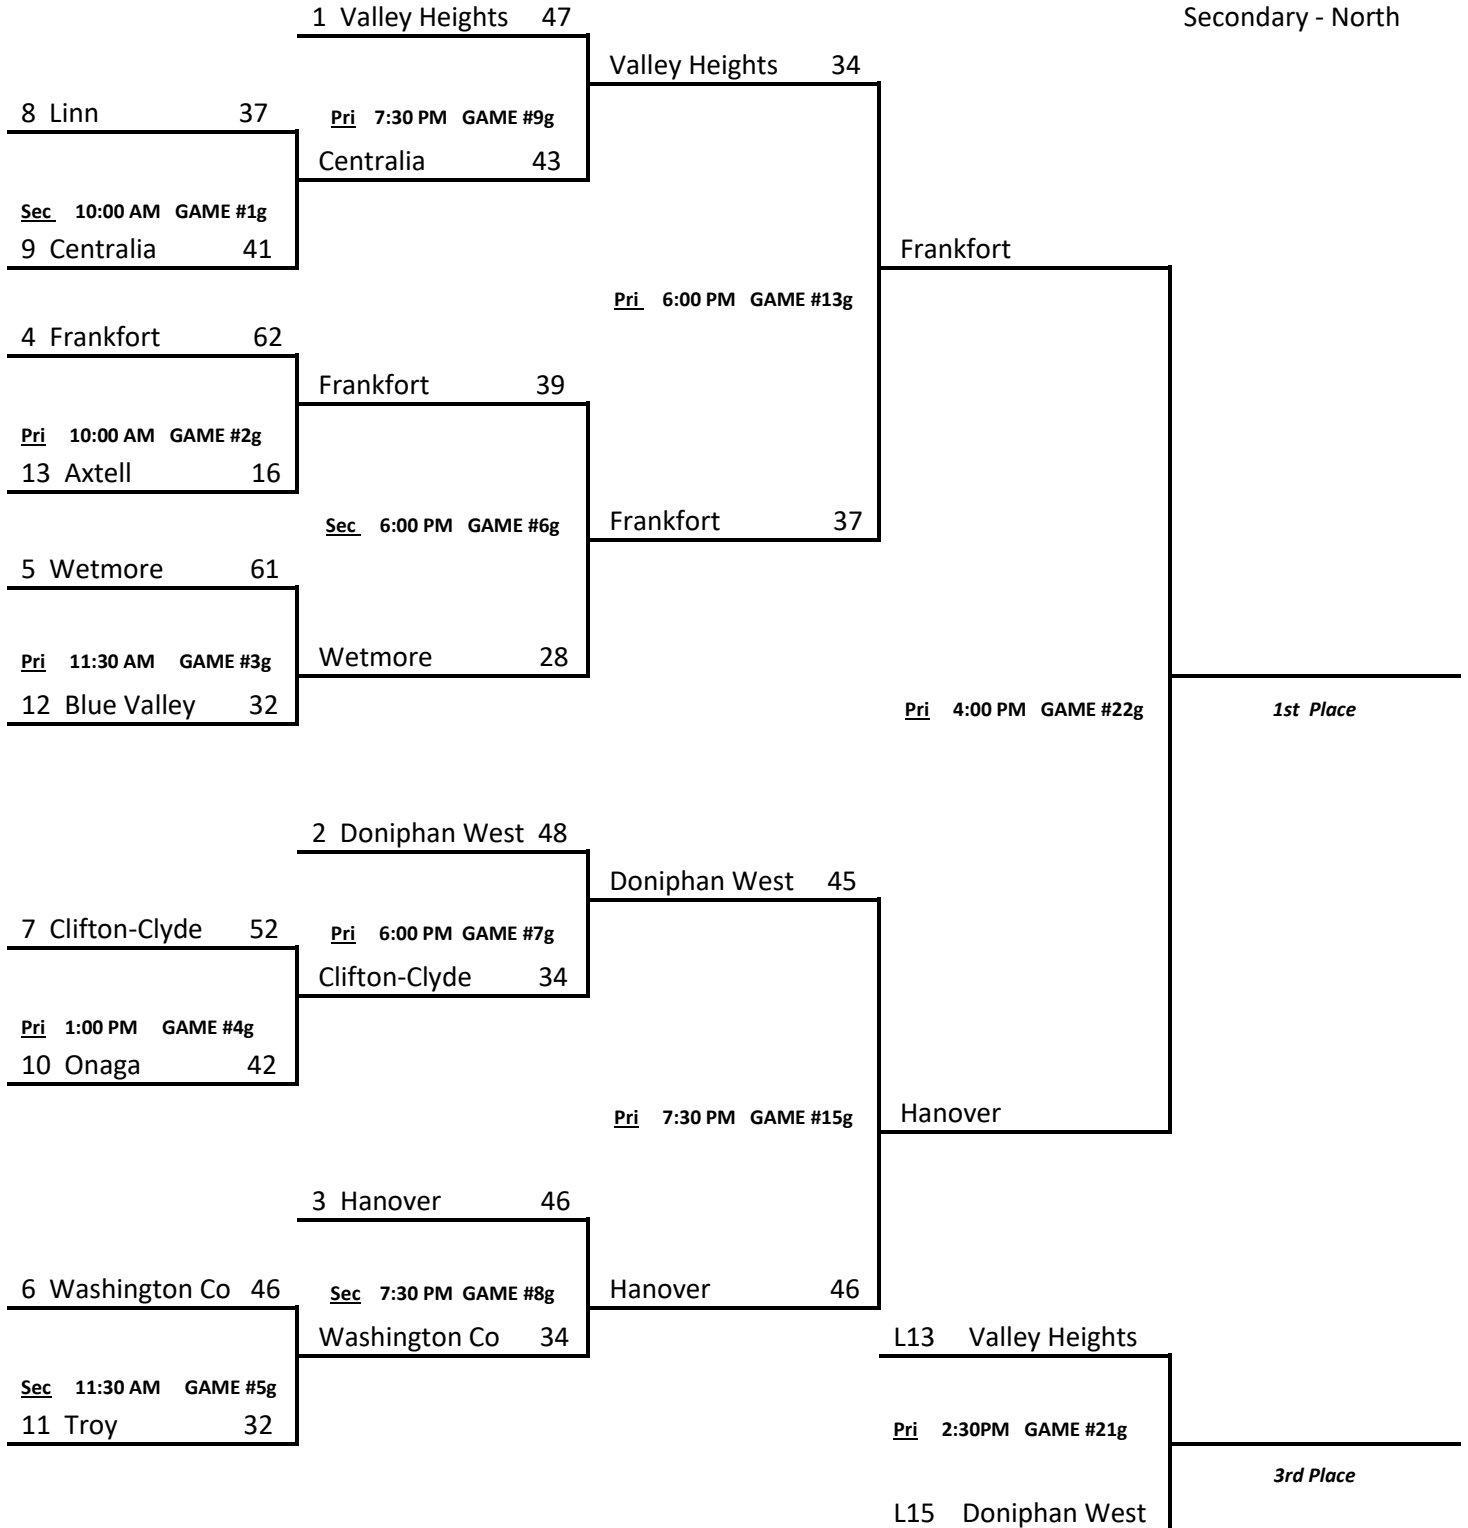 1 Valley Heights 47
Secondary - North
Valley Heights 34
8 Linn 37
Pri 7:30 PM GAME #9g
Centralia 43
Sec 10:00 AM GAME #1g
9 Centralia 41
Frankfort
Pri 6:00 PM GAME #13g
4 Frankfort 62
Frankfort 39
Pri 10:00 AM GAME #2g
13 Axtell 16
Sec 6:00 PM GAME #6g
Frankfort 37
5 Wetmore 61
Pri 11:30 AM GAME #3g
Wetmore 28
12 Blue Valley 32
Pri 4:00 PM GAME #22g
1st Place
2 Doniphan West 48
Doniphan West 45
7 Clifton-Clyde 52
Pri 6:00 PM GAME #7g
Clifton-Clyde 34
Pri 1:00 PM GAME #4g
10 Onaga 42
Pri 7:30 PM GAME #15g
Hanover
3 Hanover 46
6 Washington Co 46
Sec 7:30 PM GAME #8g
Hanover 46
Washington Co 34
L13 Valley Heights
Sec 11:30 AM GAME #5g
11 Troy 32
Pri 2:30PM GAME #21g
3rd Place
L15 Doniphan West